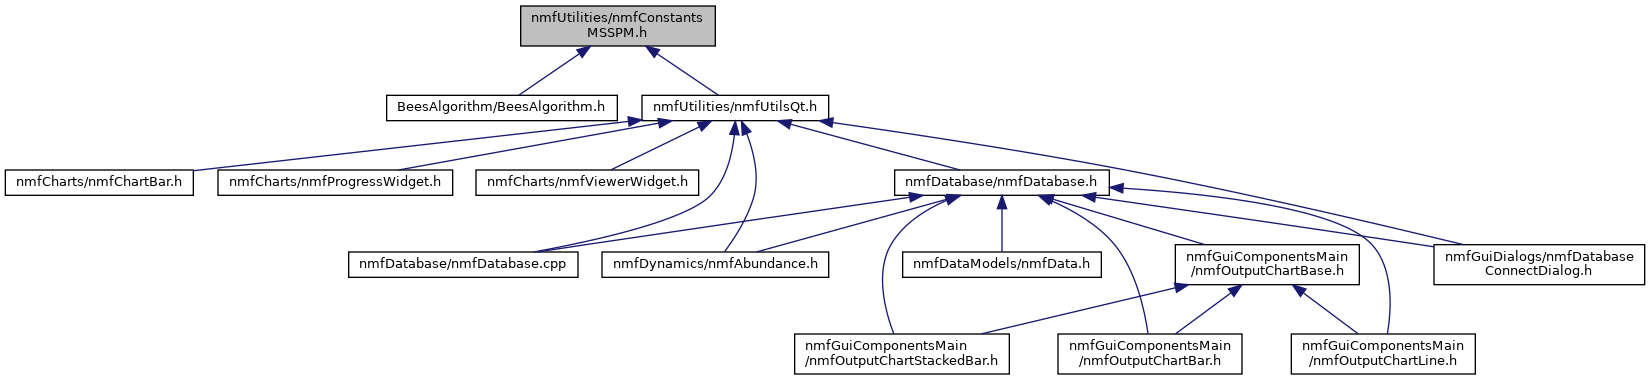 nmfUtilities/nmfConstants
MSSPM.h
BeesAlgorithm/BeesAlgorithm.h
nmfUtilities/nmfUtilsQt.h
nmfCharts/nmfChartBar.h
nmfCharts/nmfProgressWidget.h
nmfCharts/nmfViewerWidget.h
nmfDatabase/nmfDatabase.h
nmfDatabase/nmfDatabase.cpp
nmfDynamics/nmfAbundance.h
nmfDataModels/nmfData.h
nmfGuiComponentsMain
/nmfOutputChartBase.h
nmfGuiDialogs/nmfDatabase
ConnectDialog.h
nmfGuiComponentsMain
/nmfOutputChartStackedBar.h
nmfGuiComponentsMain
/nmfOutputChartBar.h
nmfGuiComponentsMain
/nmfOutputChartLine.h